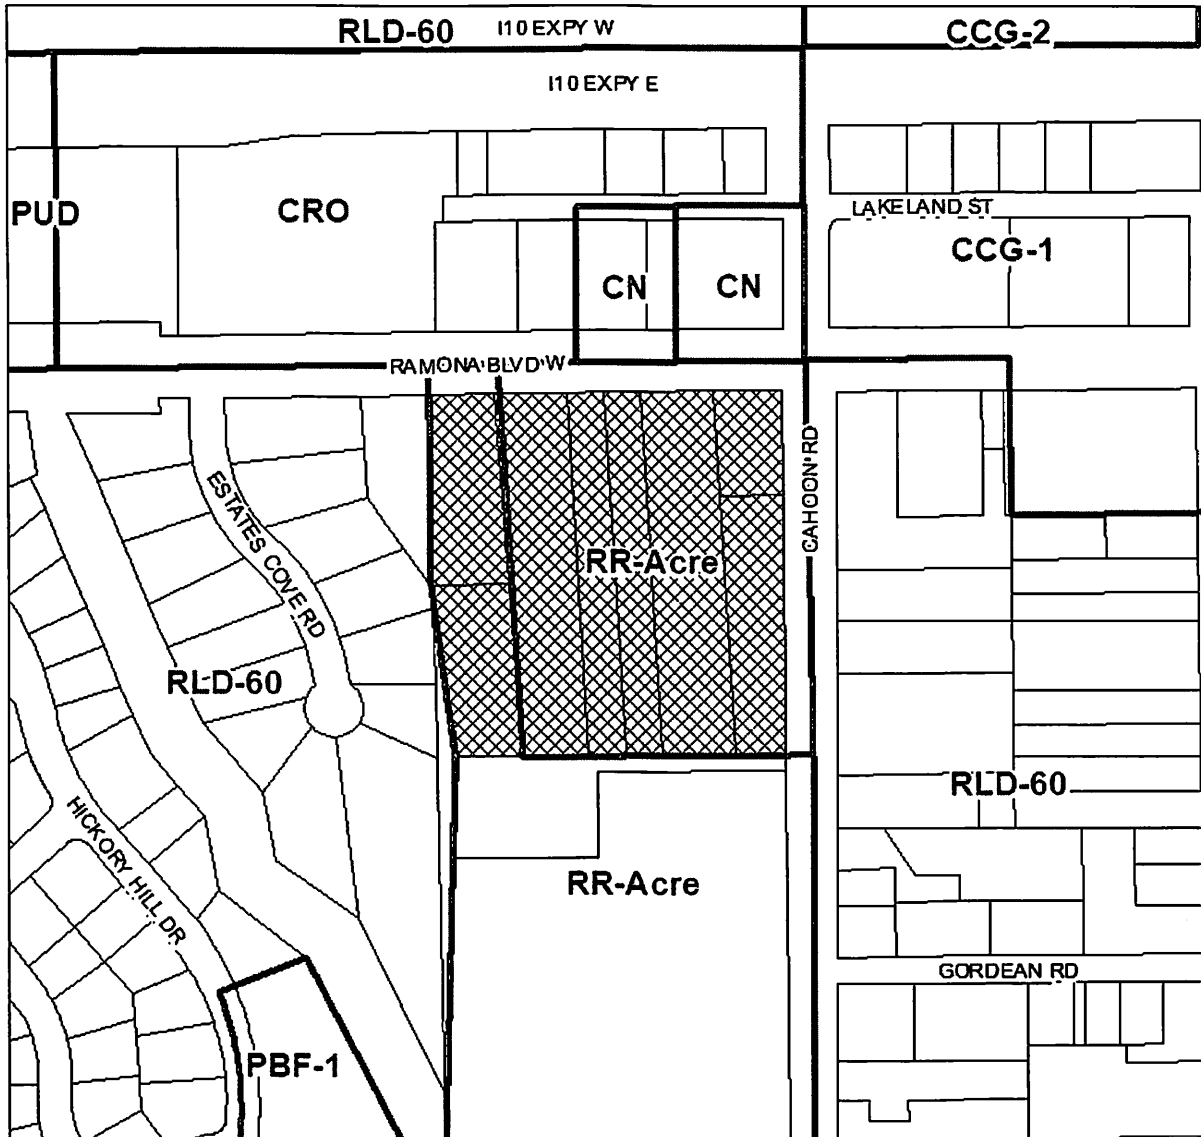 RLD-60
I10 EXPY W
CCG-2
I10 EXPY E
PUD
CRO
LAKELAND ST
CCG-1
CN
CN
RAMONA BLVD W
CAHOON RD
ESTATES COVE RD
RR-Acre
RLD-60
RLD-60
HICKORY HILL DR
RR-Acre
GORDEAN RD
PBF-1